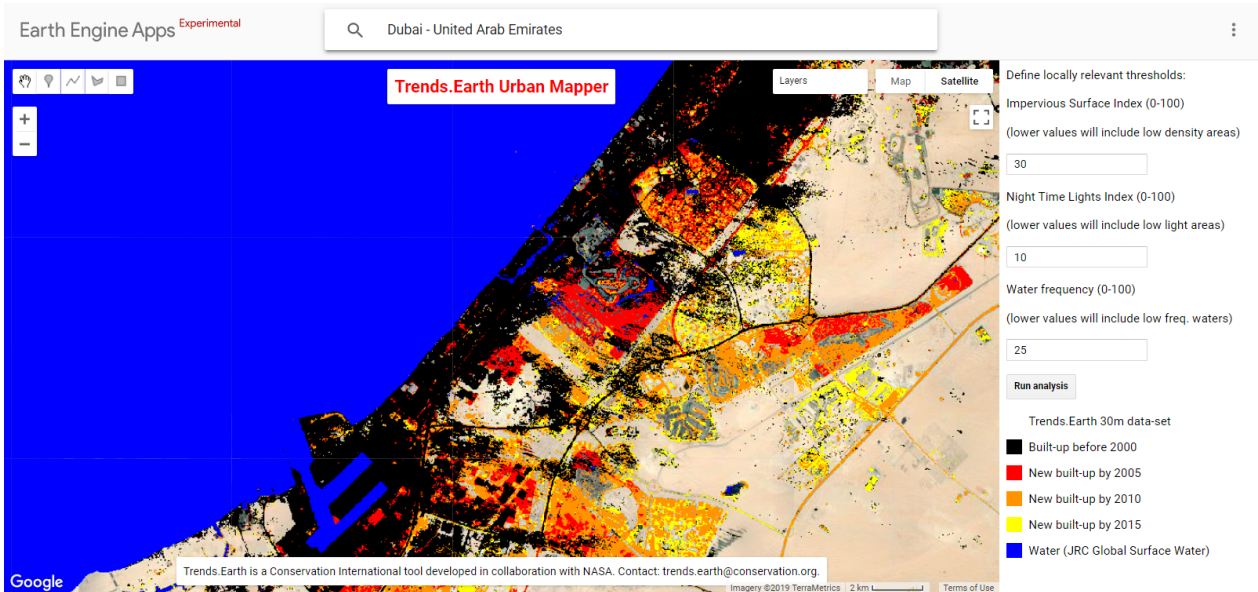 Earth Engine Apps Experimental
Dubai - United Arab Emirates
Trends.Earth Urban Mapper
Layers
Map
Satellite
+
−
Define locally relevant thresholds:
Impervious Surface Index (0-100)
(lower values will include low density areas)
30
Night Time Lights Index (0-100)
(lower values will include low light areas)
10
Water frequency (0-100)
(lower values will include low freq. waters)
25
Run analysis
Trends.Earth 30m data-set
Built-up before 2000
New built-up by 2005
New built-up by 2010
New built-up by 2015
Water (JRC Global Surface Water)
Trends.Earth is a Conservation International tool developed in collaboration with NASA. Contact: trends.earth@conservation.org.
Google
Imagery ©2019 TerraMetrics
2 km
Terms of Use